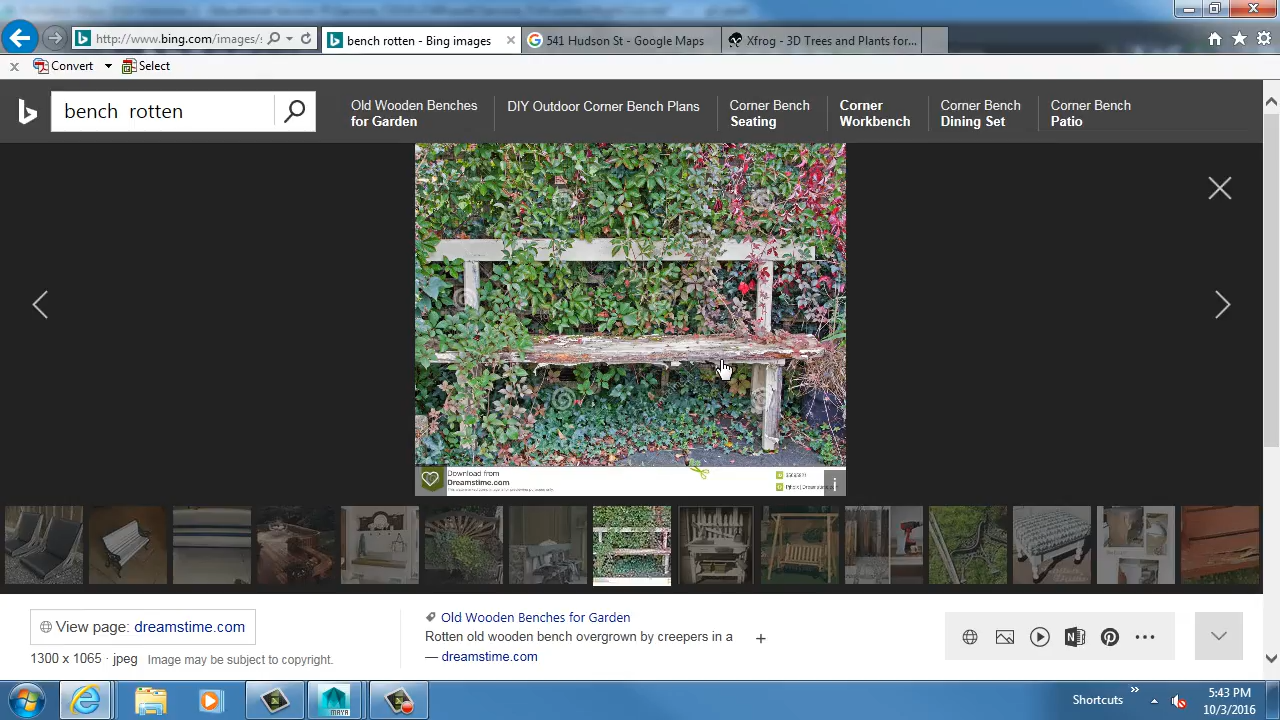 http://www.bing.com/images/s
bench rotten - Bing images
541 Hudson St - Google Maps
Xfrog - 3D Trees and Plants for...
x Convert Select
bench rotten
Old Wooden Benches
for Garden
DIY Outdoor Corner Bench Plans
Corner Bench
Seating
Corner
Workbench
Corner Bench
Dining Set
Corner Bench
Patio
Download from
Dreamstime.com
View page: dreamstime.com
1300 x 1065 · jpeg Image may be subject to copyright.
Old Wooden Benches for Garden
Rotten old wooden bench overgrown by creepers in a
— dreamstime.com
MAYA
Shortcuts
5:43 PM
10/3/2016